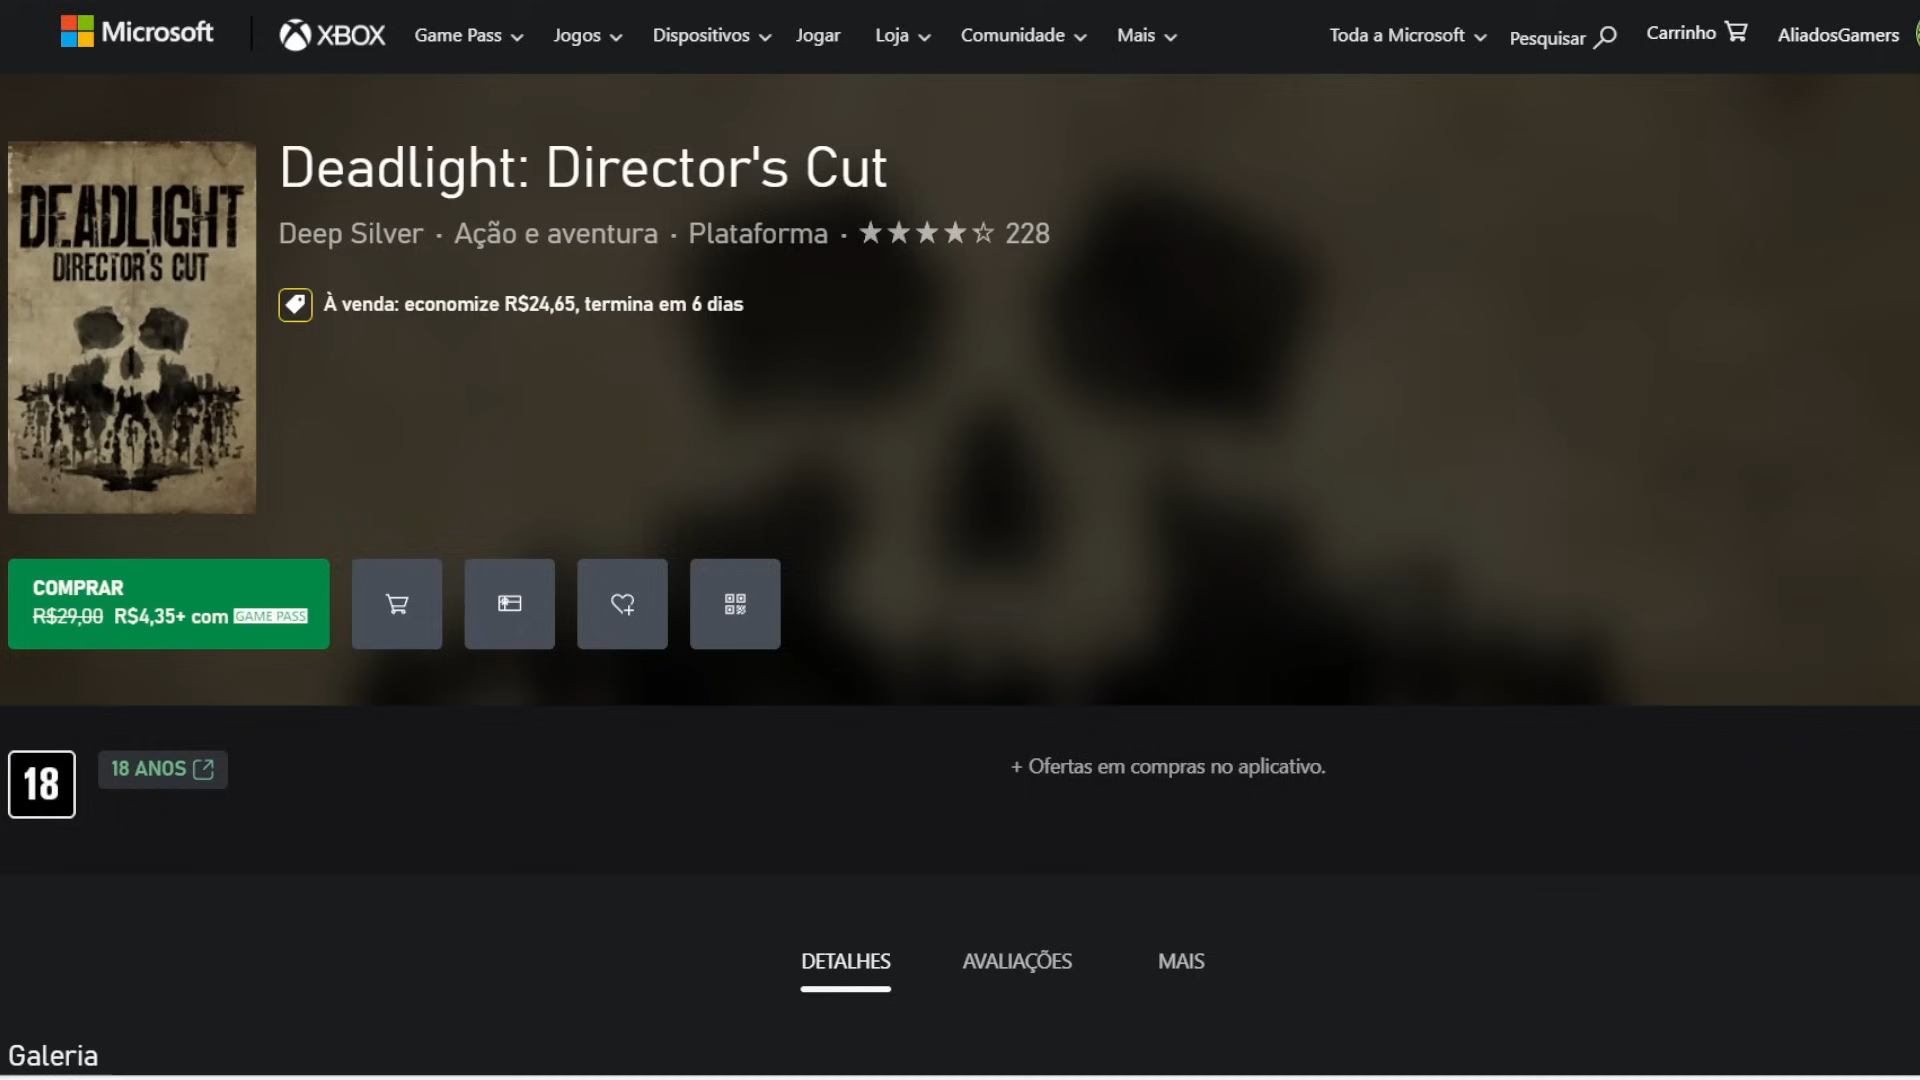 Microsoft
XBOX
Game Pass
Jogos
Dispositivos
Jogar
Loja
Comunidade
Mais
Toda a Microsoft
Pesquisar
Carrinho
AliadosGamers
DEADLIGHT
DIRECTOR'S CUT
Deadlight: Director's Cut
Deep Silver · Ação e aventura · Plataforma · ★★★★☆ 228
À venda: economize R$24,65, termina em 6 dias
COMPRAR
R$29,00 R$4,35+ com GAME PASS
18
18 ANOS
+ Ofertas em compras no aplicativo.
DETALHES
AVALIAÇÕES
MAIS
Galeria